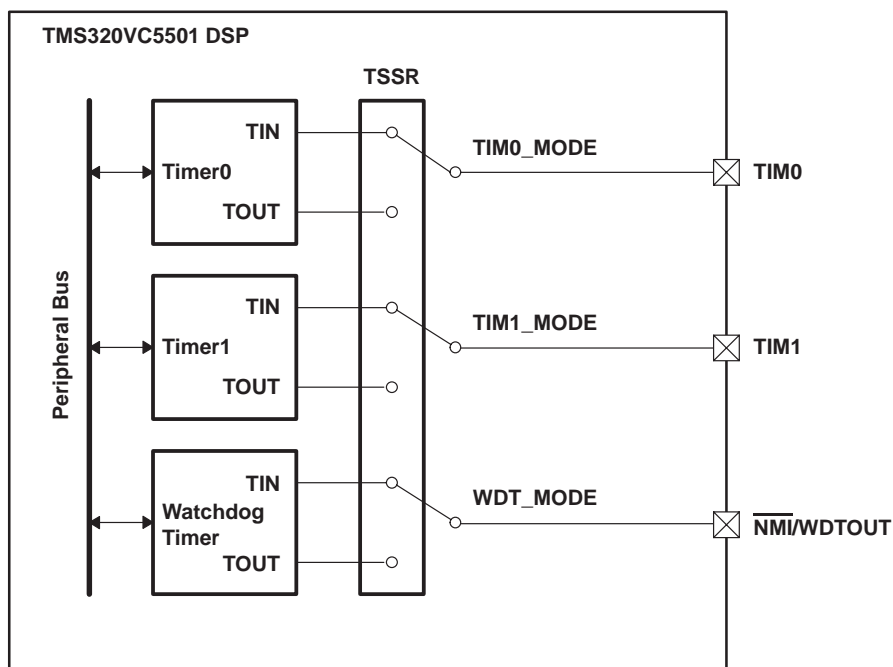 TMS320VC5501 DSP
TSSR
TIN
Timer0
TOUT
TIM0_MODE
TIM0
TIN
Timer1
TOUT
TIM1_MODE
TIM1
TIN
Watchdog
Timer
TOUT
WDT_MODE
NMI/WDTOUT
Peripheral Bus